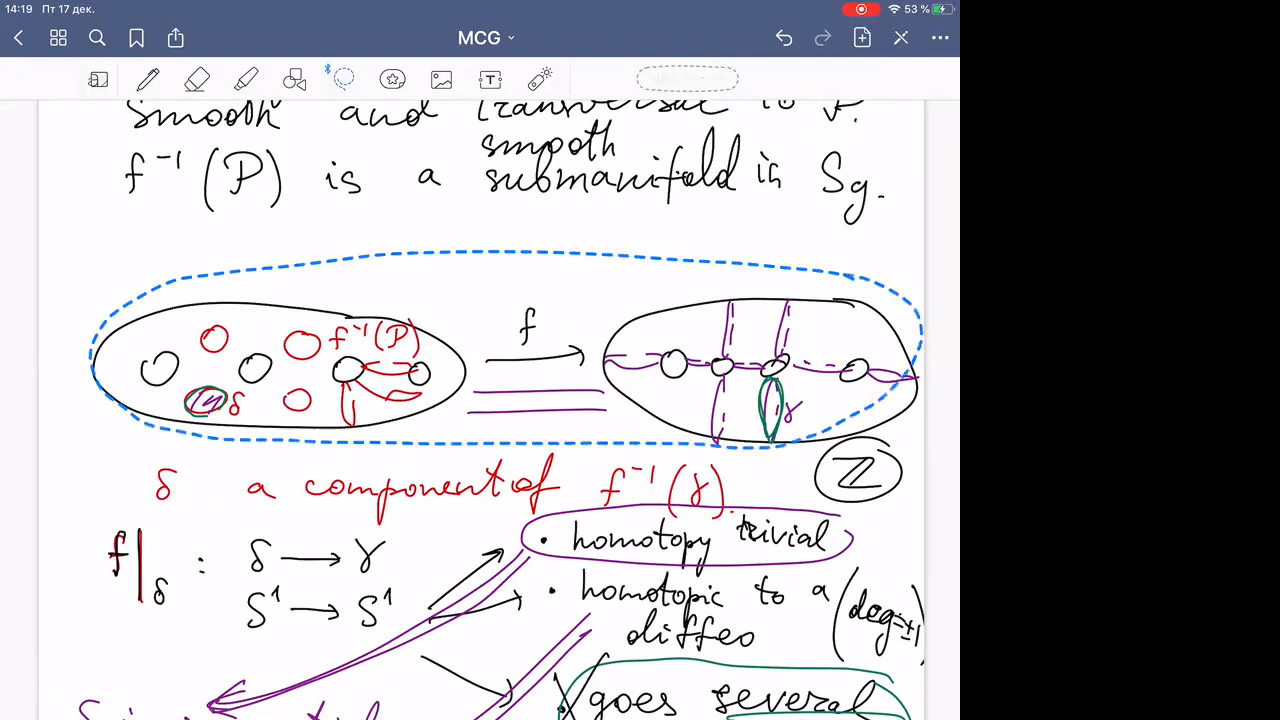 14:19 Пт 17 дек.
53 %
MCG
smooth and transversal to P.
smooth
f⁻¹(P) is a submanifold in Sg.
f⁻¹(P)
f
δ
γ
Z
δ a component of f⁻¹(γ).
f|δ : δ → γ
• homotopy trivial
S¹ → S¹
• homotopic to a diffeo (deg=±1)
goes several